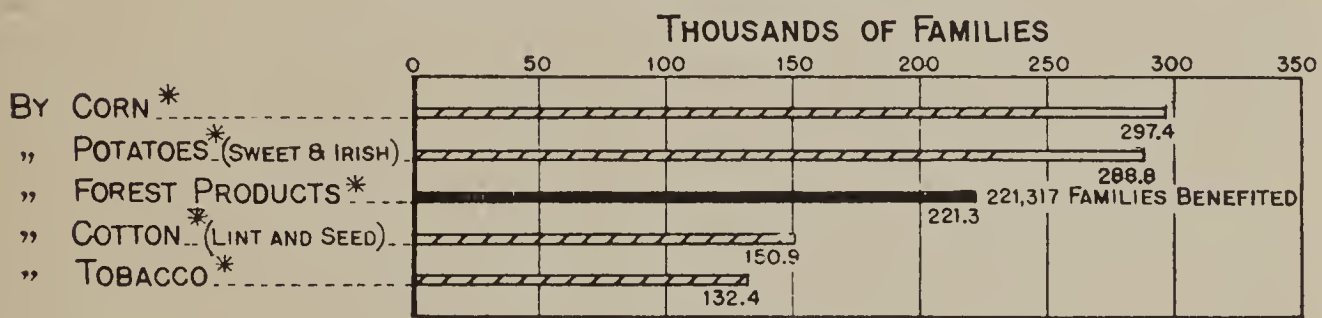 THOUSANDS OF FAMILIES
0 50 100 150 200 250 300 350
BY CORN *
297.4
„ POTATOES * (SWEET & IRISH)
288.8
„ FOREST PRODUCTS *
221,317 FAMILIES BENEFITED
221.3
„ COTTON * (LINT AND SEED)
150.9
„ TOBACCO *
132.4